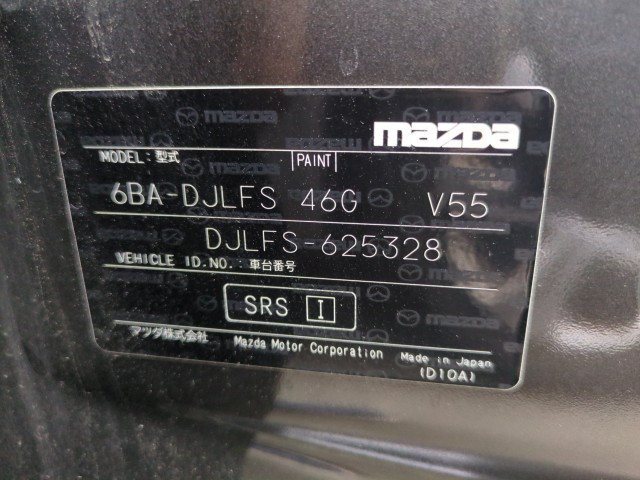 mazda
MODEL: 型式 PAINT
6BA-DJLFS 46G V55
DJLFS-625328
VEHICLE ID.NO.: 車台番号
SRS I
マツダ株式会社 Mazda Motor Corporation Made in Japan
(D10A)